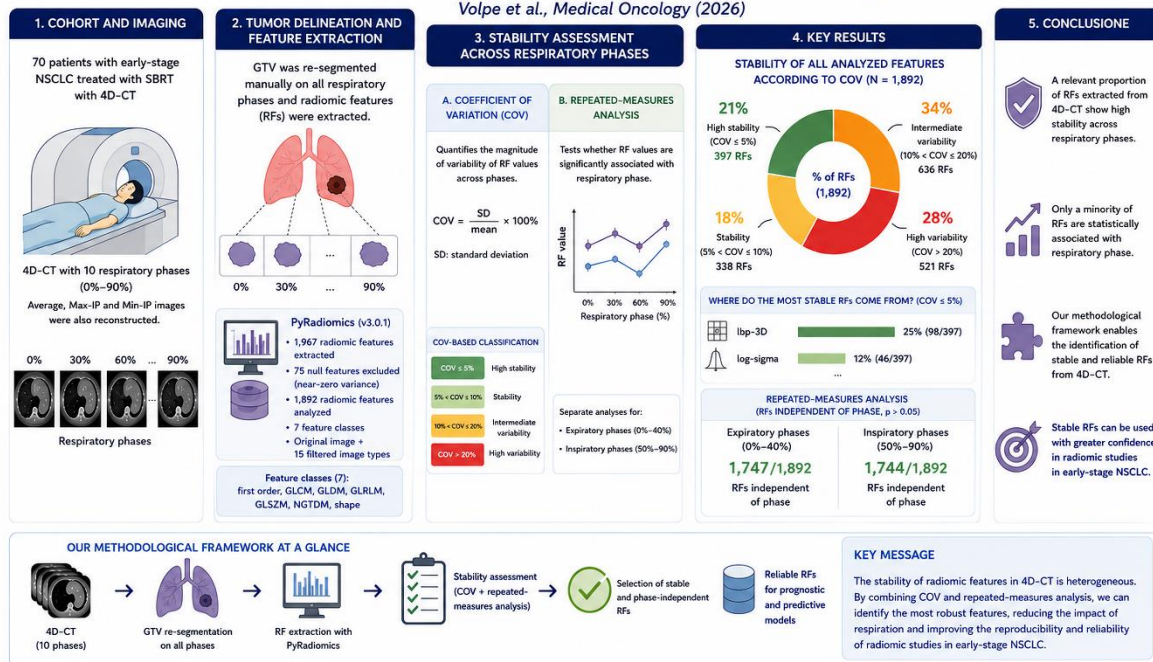 Volpe et al., Medical Oncology (2026)
1. COHORT AND IMAGING
70 patients with early-stage
NSCLC treated with SBRT
with 4D-CT
4D-CT with 10 respiratory phases
(0%–90%)
Average, Max-IP and Min-IP images
were also reconstructed.
0% 30% 60% ... 90%
...
Respiratory phases
2. TUMOR DELINEATION AND
FEATURE EXTRACTION
GTV was re-segmented
manually on all respiratory
phases and radiomic features
(RFs) were extracted.
...
0% 30% ... 90%
PyRadiomics (v3.0.1)
• 1,967 radiomic features
extracted
• 75 null features excluded
(near-zero variance)
• 1,892 radiomic features
analyzed
• 7 feature classes
• Original image +
15 filtered image types
Feature classes (7):
first order, GLCM, GLDM, GLRLM,
GLSZM, NGTDM, shape
3. STABILITY ASSESSMENT
ACROSS RESPIRATORY PHASES
A. COEFFICIENT OF
VARIATION (COV)
Quantifies the magnitude
of variability of RF values
across phases.
COV = SD
mean × 100%
SD: standard deviation
COV-BASED CLASSIFICATION
COV ≤ 5% High stability
5% < COV ≤ 10% Stability
10% < COV ≤ 20% Intermediate
variability
COV > 20% High variability
B. REPEATED-MEASURES
ANALYSIS
Tests whether RF values are
significantly associated with
respiratory phase.
RF value
0% 30% 60% 90%
Respiratory phase (%)
Separate analyses for:
• Expiratory phases (0%–40%)
• Inspiratory phases (50%–90%)
4. KEY RESULTS
STABILITY OF ALL ANALYZED FEATURES
ACCORDING TO COV (N = 1,892)
21%
High stability
(COV ≤ 5%)
397 RFs
34%
Intermediate
variability
(10% < COV ≤ 20%)
636 RFs
% of RFs
(1,892)
18%
Stability
(5% < COV ≤ 10%)
338 RFs
28%
High variability
(COV > 20%)
521 RFs
WHERE DO THE MOST STABLE RFs COME FROM? (COV ≤ 5%)
lbp-3D 25% (98/397)
log-sigma 12% (46/397)
...
REPEATED-MEASURES ANALYSIS
(RFs INDEPENDENT OF PHASE, p > 0.05)
Expiratory phases
(0%–40%)
1,747/1,892
RFs independent
of phase
Inspiratory phases
(50%–90%)
1,744/1,892
RFs independent
of phase
5. CONCLUSIONE
A relevant proportion
of RFs extracted from
4D-CT show high
stability across
respiratory phases.
Only a minority of
RFs are statistically
associated with
respiratory phase.
Our methodological
framework enables
the identification of
stable and reliable RFs
from 4D-CT.
Stable RFs can be used
with greater confidence
in radiomic studies
in early-stage NSCLC.
OUR METHODOLOGICAL FRAMEWORK AT A GLANCE
4D-CT
(10 phases)
GTV re-segmentation
on all phases
RF extraction with
PyRadiomics
Stability assessment
(COV + repeated-
measures analysis)
Selection of stable
and phase-independent
RFs
Reliable RFs
for prognostic
and predictive
models
KEY MESSAGE
The stability of radiomic features in 4D-CT is heterogeneous.
By combining COV and repeated-measures analysis, we can
identify the most robust features, reducing the impact of
respiration and improving the reproducibility and reliability
of radiomic studies in early-stage NSCLC.